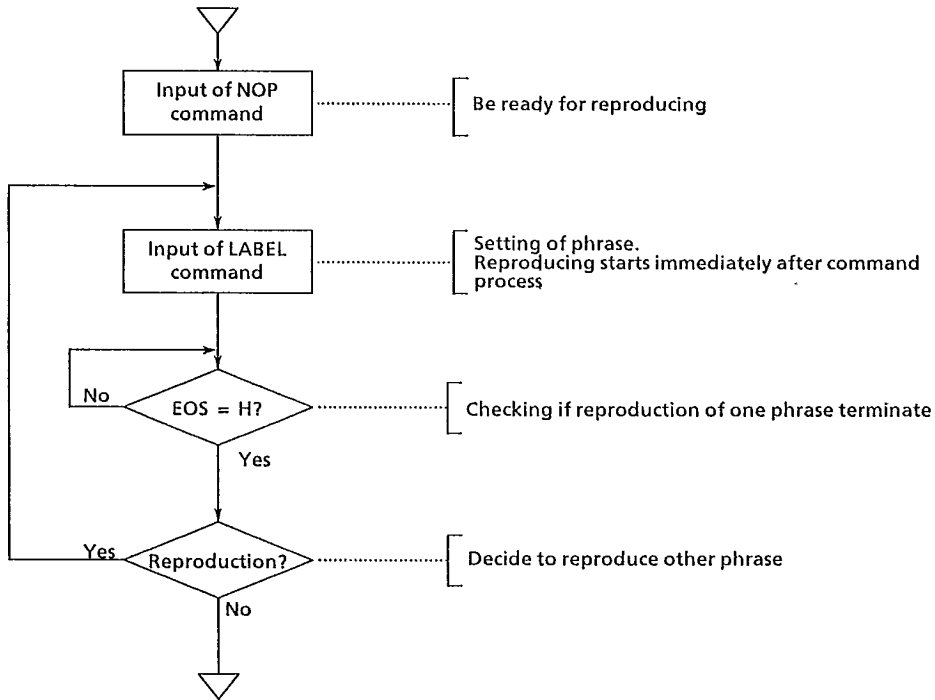 Input of NOP
command
Be ready for reproducing
Input of LABEL
command
Setting of phrase.
Reproducing starts immediately after command
process
No
EOS = H?
Checking if reproduction of one phrase terminate
Yes
Yes
Reproduction?
Decide to reproduce other phrase
No